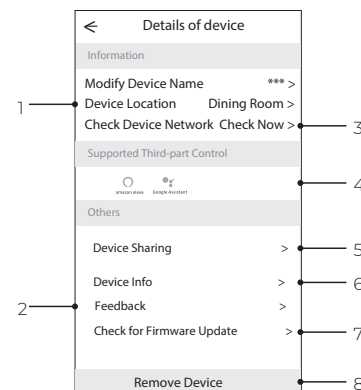 ← Details of device
Information
Modify Device Name *** >
1 Device Location Dining Room >
Check Device Network Check Now > 3
Supported Third-part Control
amazon alexa Google Assistant 4
Others
Device Sharing > 5
Device Info > 6
2 Feedback >
Check for Firmware Update > 7
Remove Device 8